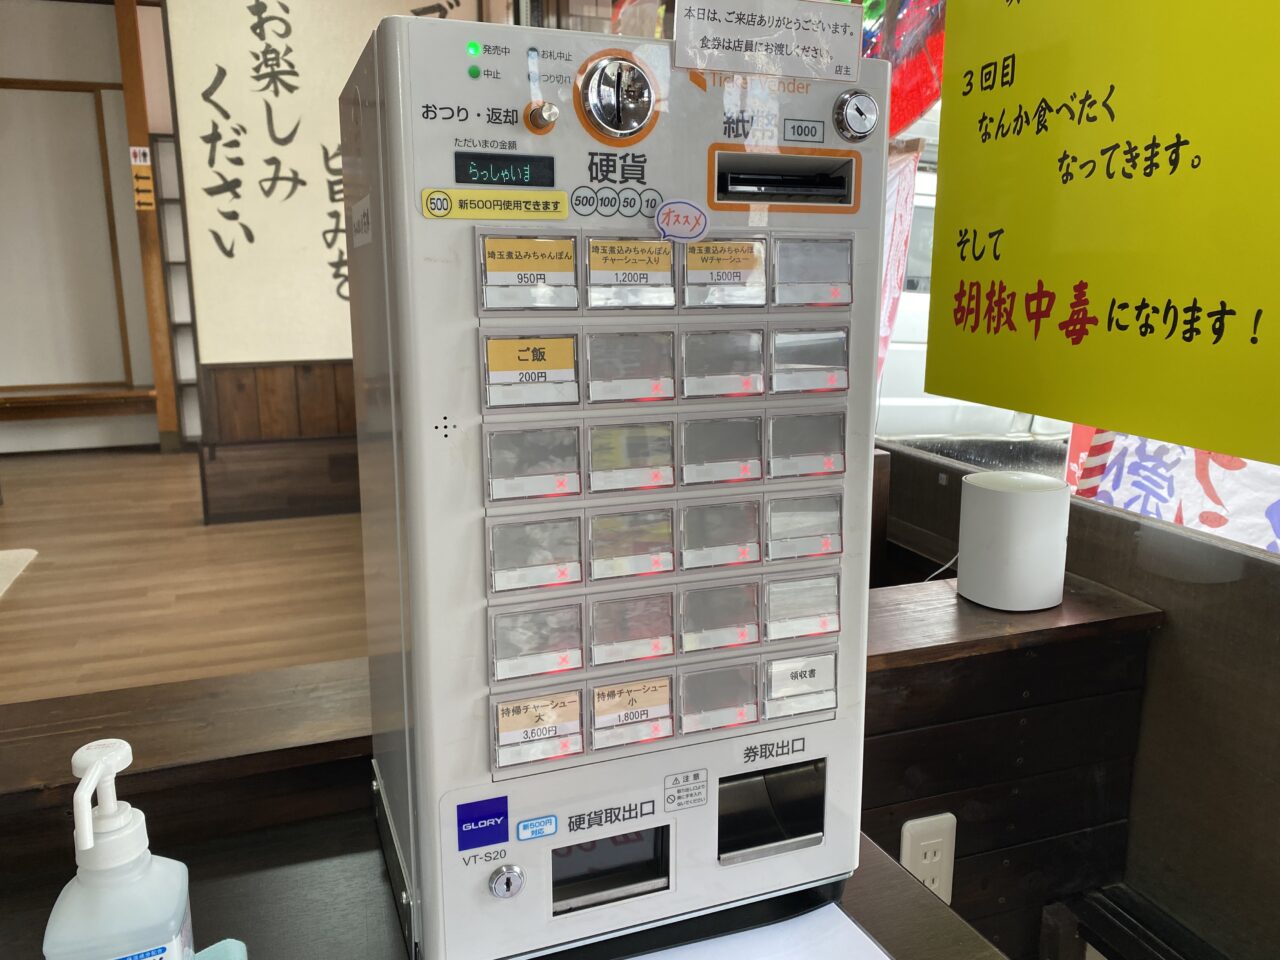 お楽しみ
ください
旨みを
ご
発売中
お札中止
中止
つり切れ
おつり・返却
ただいまの金額
らっしゃいま
硬貨
500 100 50 10
500 新500円使用できます
本日は、ご来店ありがとうございます。
食券は店員にお渡しください。
店主
Ticket Vender
紙幣
1000
オススメ
埼玉煮込みちゃんぽん
950円
埼玉煮込みちゃんぽん
チャーシュー入り
1,200円
埼玉煮込みちゃんぽ
Wチャーシュー
1,500円
ご飯
200円
持帰チャーシュー
大
3,600円
持帰チャーシュー
小
1,800円
領収書
券取出口
注意
GLORY
新500円
対応
硬貨取出口
VT-S20
3回目
なんか食べたく
なってきます。
そして
胡椒中毒になります！